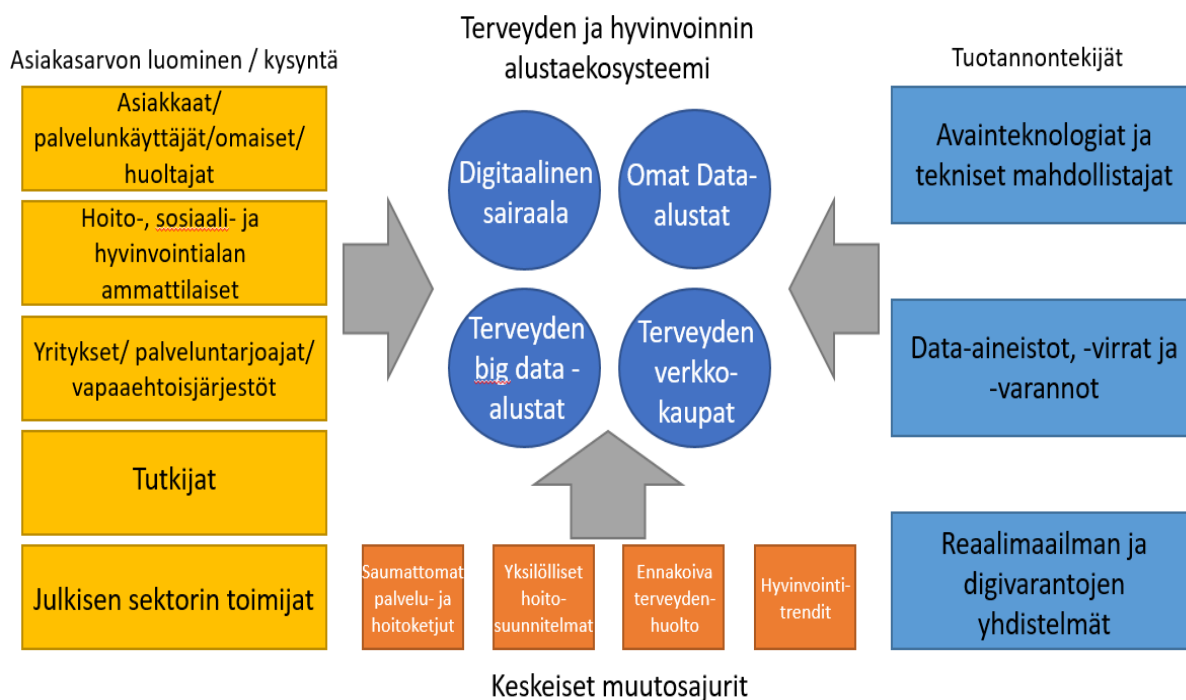 Asiakasarvon luominen / kysyntä
Asiakkaat/
palvelunkäyttäjät/omaiset/
huoltajat
Hoito-, sosiaali- ja
hyvinvointialan
ammattilaiset
Yritykset/ palveluntarjoajat/
vapaaehtoisjärjestöt
Tutkijat
Julkisen sektorin toimijat
Terveyden ja hyvinvoinnin
alustaekosysteemi
Digitaalinen
sairaala
Omat Data-
alustat
Terveyden
big data -
alustat
Terveyden
verkko-
kaupat
Saumattomat
palvelu- ja
hoitoketjut
Yksilölliset
hoito-
suunnitelmat
Ennakoiva
terveyden-
huolto
Hyvinvointi-
trendit
Keskeiset muutosajurit
Tuotannontekijät
Avainteknologiat ja
tekniset mahdollistajat
Data-aineistot, -virrat ja
-varannot
Reaalimaailman ja
digivarantojen
yhdistelmät